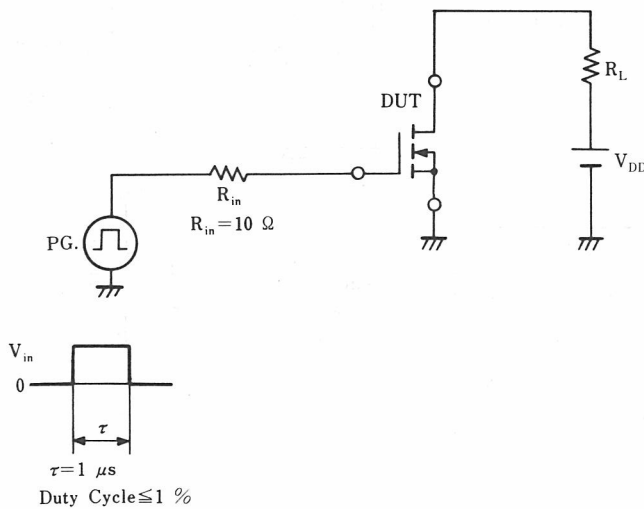 DUT
R_L
V_DD
R_in
R_in=10 Ω
PG.
V_in
0
τ
τ=1 μs
Duty Cycle≦1 %